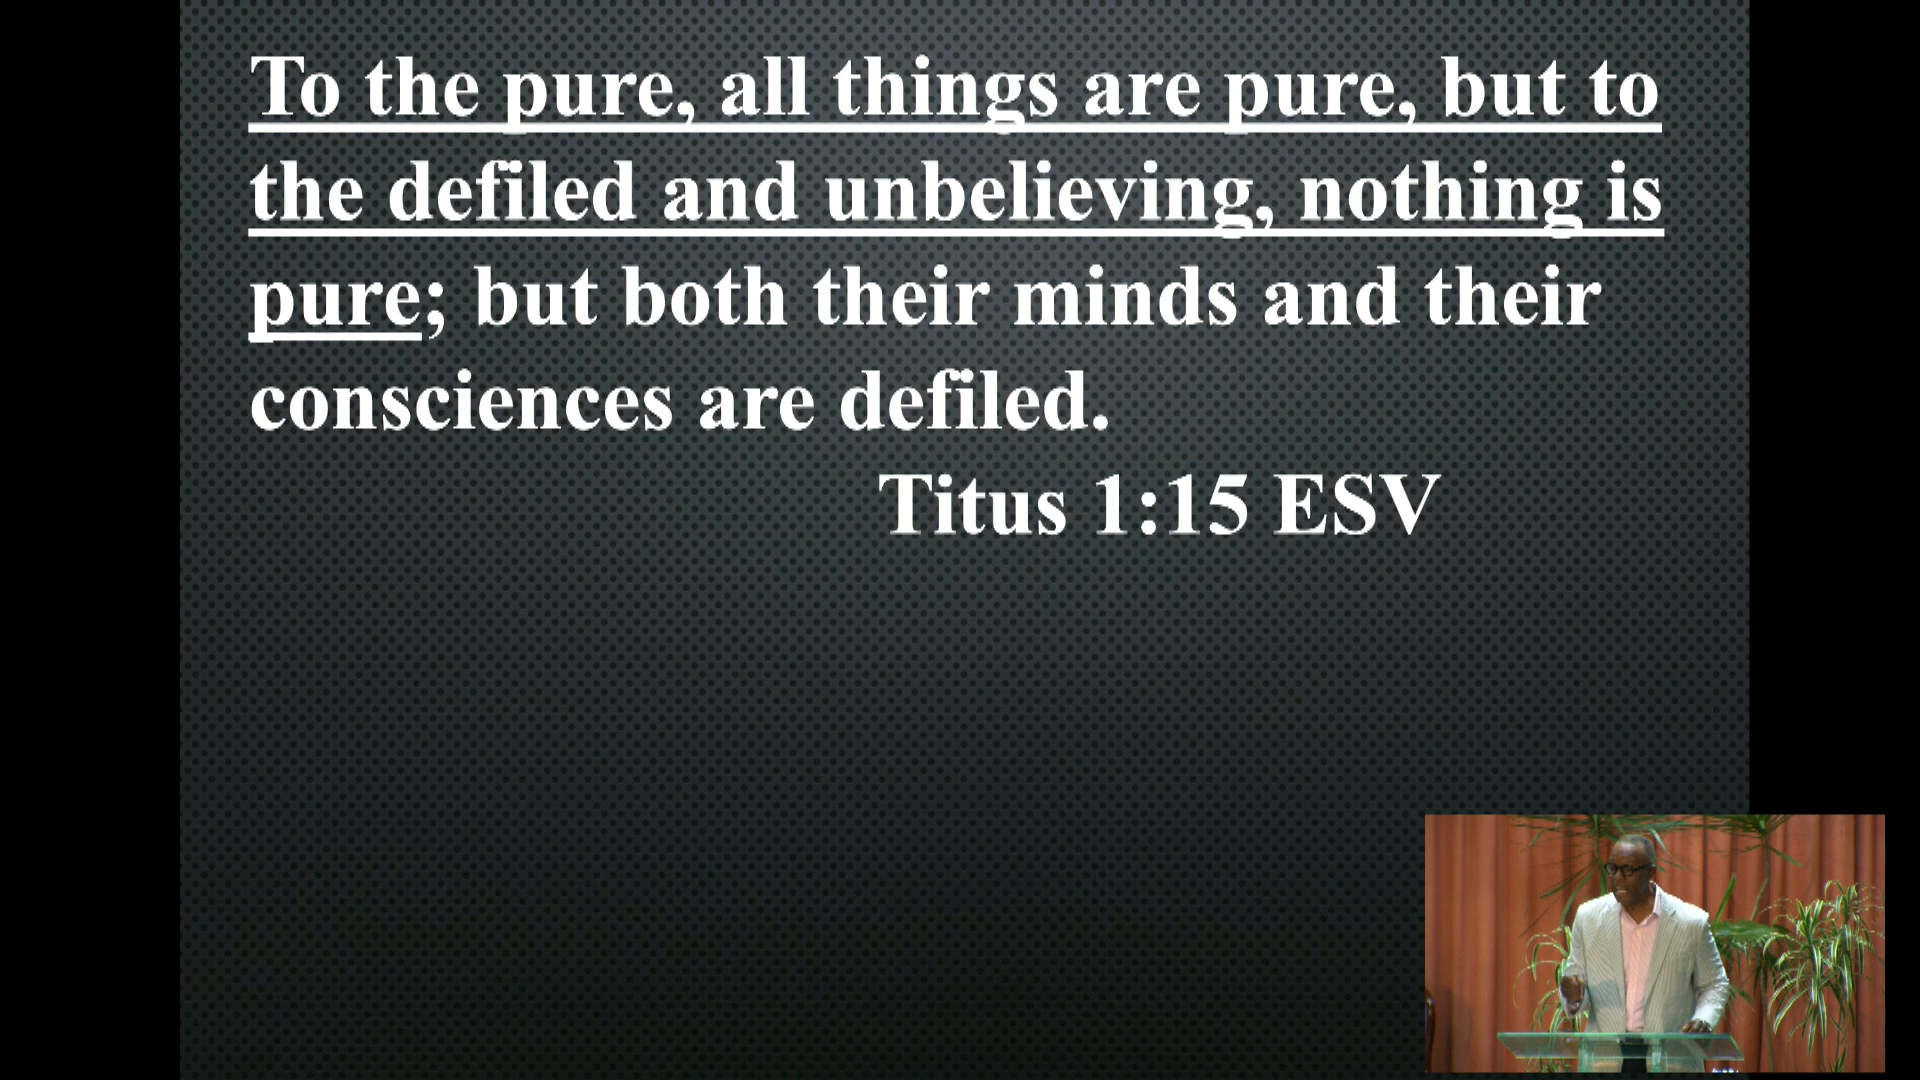 To the pure, all things are pure, but to
the defiled and unbelieving, nothing is
pure; but both their minds and their
consciences are defiled.
Titus 1:15 ESV